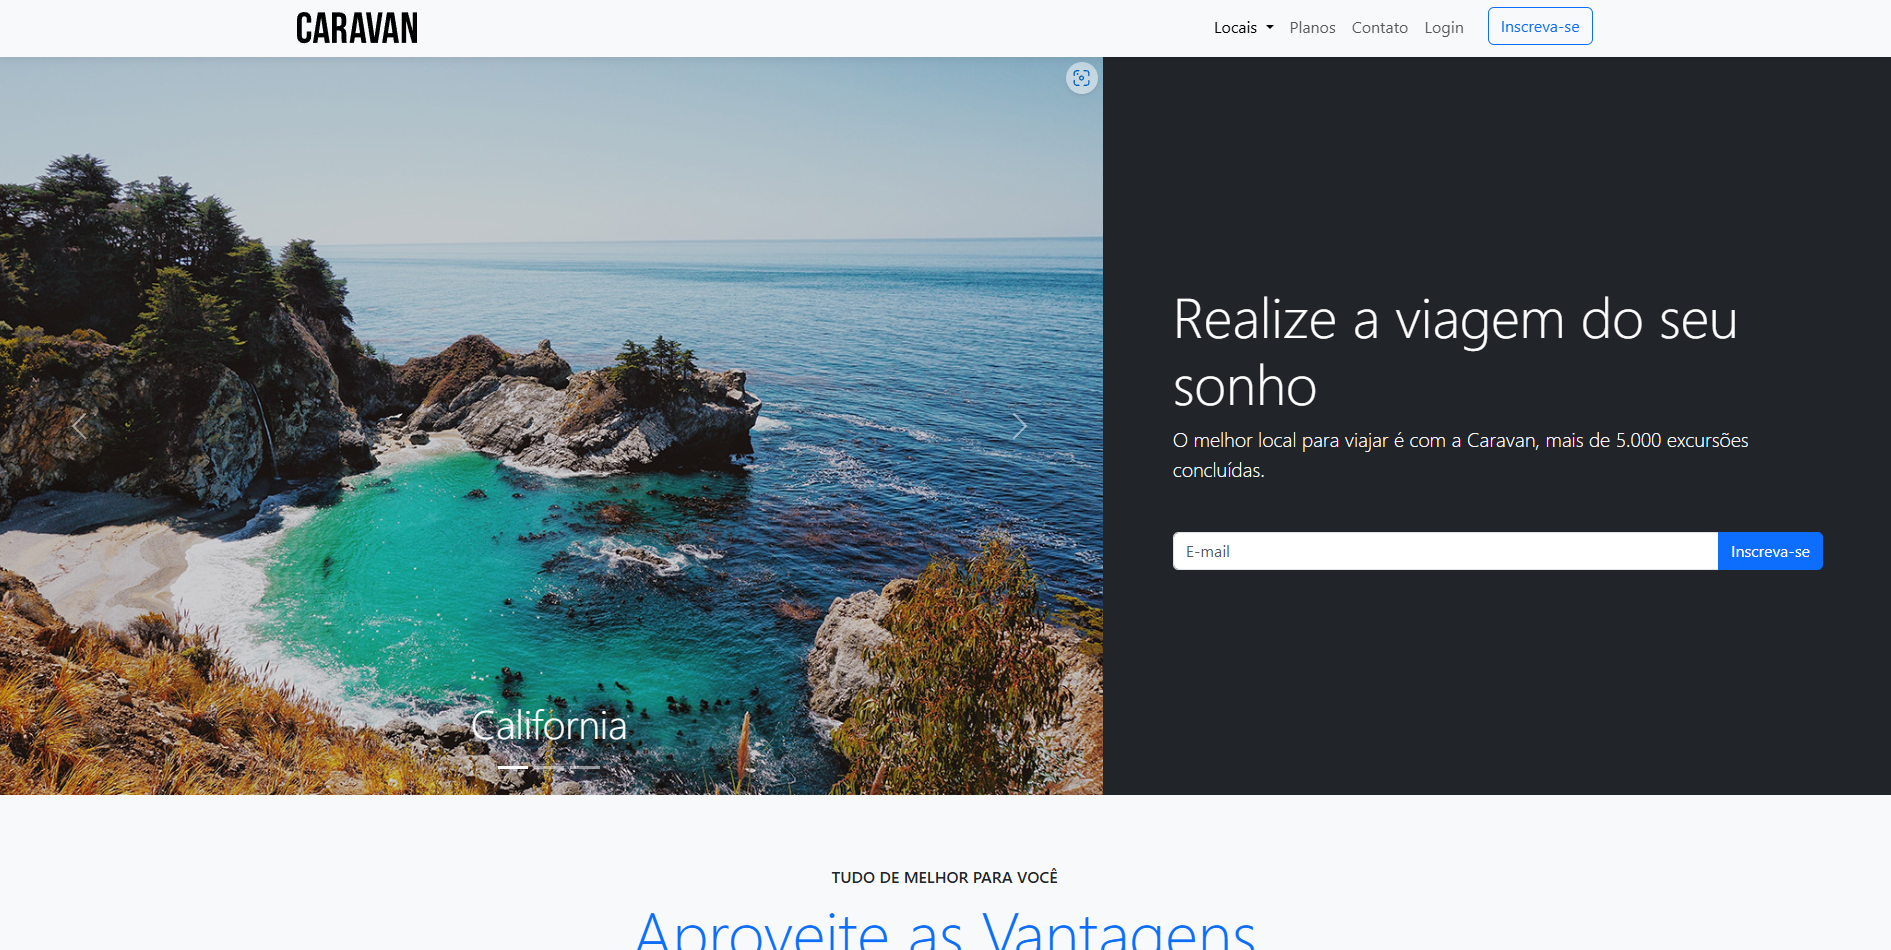 CARAVAN
Locais Planos Contato Login Inscreva-se
Realize a viagem do seu
sonho
O melhor local para viajar é com a Caravan, mais de 5.000 excursões
concluídas.
E-mail Inscreva-se
California
TUDO DE MELHOR PARA VOCÊ
Aproveite as Vantagens